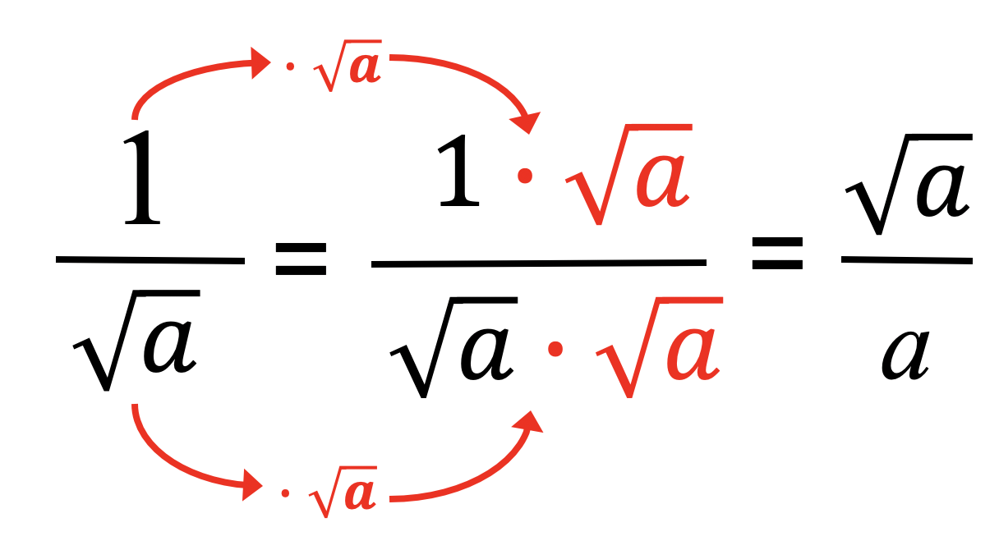 · √a
1/√a = (1 · √a)/(√a · √a) = √a/a
· √a